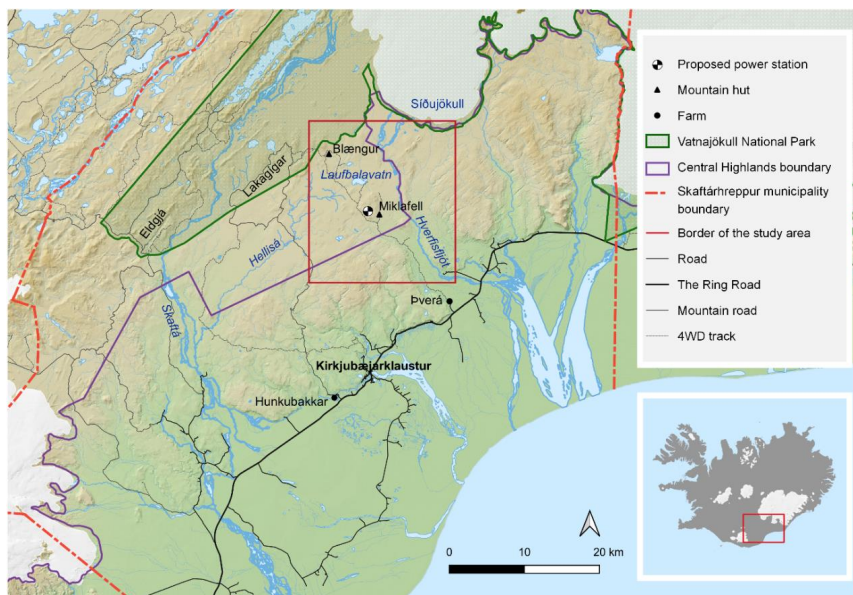 Síðujökull
Blængur
Laufbalavatn
Lakagígar
Miklafell
Eldgjá
Hellisá
Hverfisfljót
Skaftá
Þverá
Kirkjubæjarklaustur
Hunkubakkar
0 10 20 km
Proposed power station
Mountain hut
Farm
Vatnajökull National Park
Central Highlands boundary
Skaftárhreppur municipality
boundary
Border of the study area
Road
The Ring Road
Mountain road
4WD track